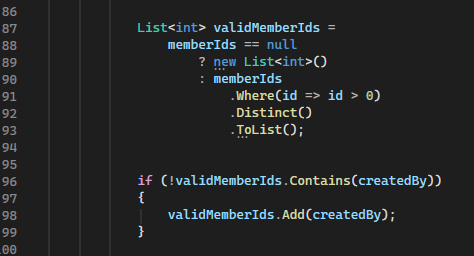 86
87 List<int> validMemberIds =
88 memberIds == null
89 ? new List<int>()
90 : memberIds
91 .Where(id => id > 0)
92 .Distinct()
93 .ToList();
94
95
96 if (!validMemberIds.Contains(createdBy))
97 {
98 validMemberIds.Add(createdBy);
99 }
100